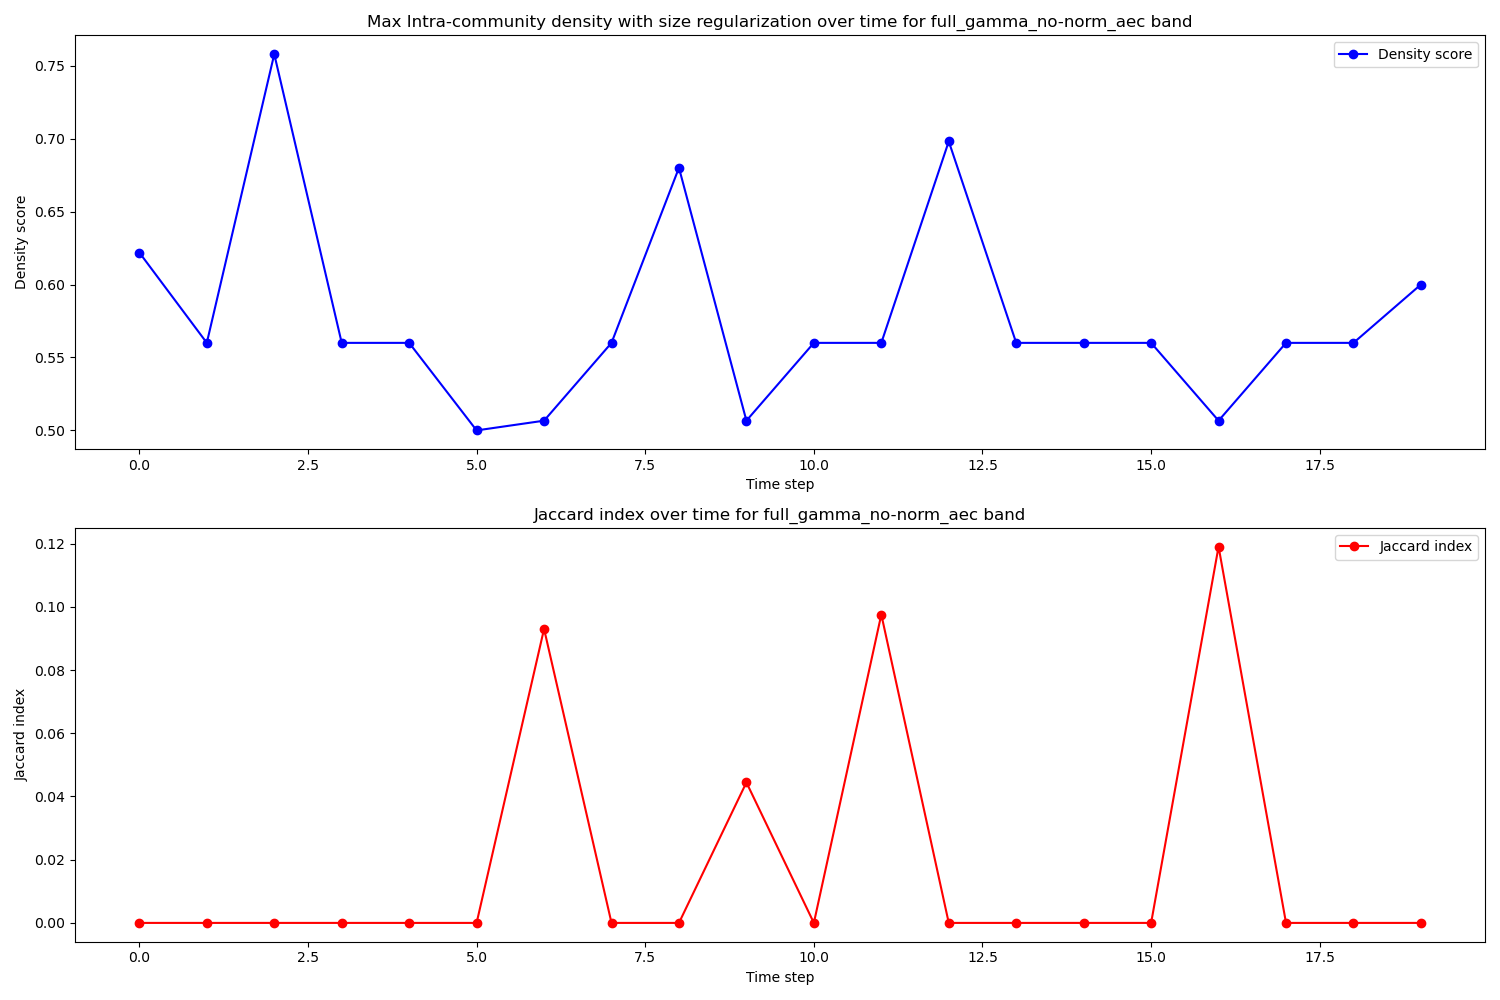 Max Intra-community density with size regularization over time for full_gamma_no-norm_aec band
Density score
0.75
0.70
0.65
0.60
0.55
0.50
Density score
0.0 2.5 5.0 7.5 10.0 12.5 15.0 17.5
Time step
Jaccard index over time for full_gamma_no-norm_aec band
Jaccard index
0.12
0.10
0.08
0.06
0.04
0.02
0.00
Jaccard index
0.0 2.5 5.0 7.5 10.0 12.5 15.0 17.5
Time step